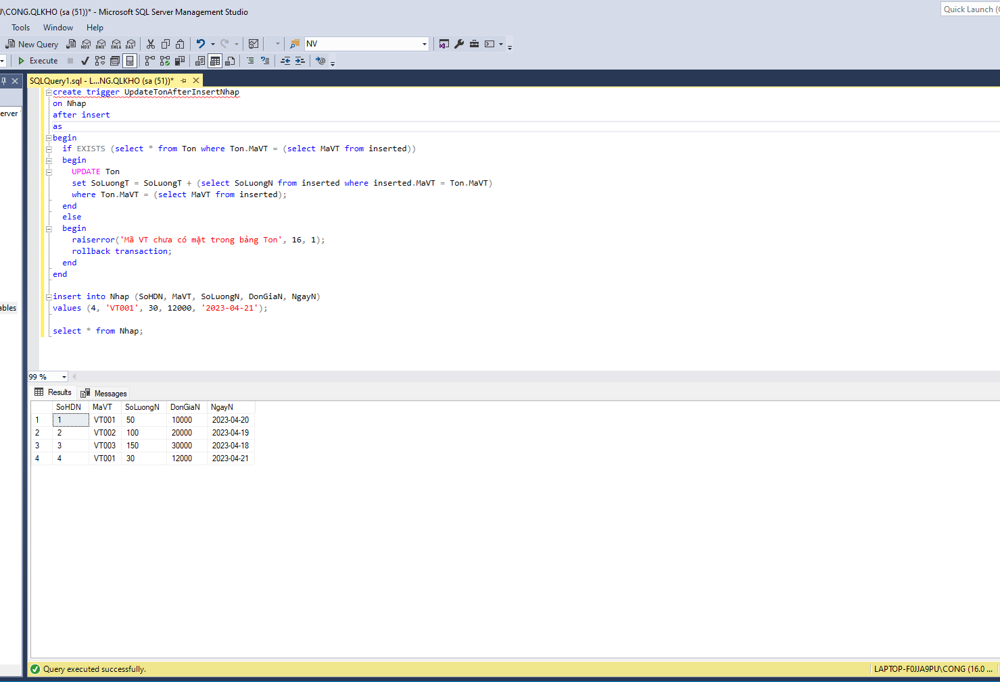 J\CONG.QLKHO (sa (51))* - Microsoft SQL Server Management Studio
Quick Launch (C
Tools Window Help
New Query MDX DMX XMLA DAX NV
Execute
SQLQuery1.sql - L...NG.QLKHO (sa (51))*
erver
ables
create trigger UpdateTonAfterInsertNhap
on Nhap
after insert
as
begin
if EXISTS (select * from Ton where Ton.MaVT = (select MaVT from inserted))
begin
UPDATE Ton
set SoLuongT = SoLuongT + (select SoLuongN from inserted where inserted.MaVT = Ton.MaVT)
where Ton.MaVT = (select MaVT from inserted);
end
else
begin
raiserror('Mã VT chưa có mặt trong bảng Ton', 16, 1);
rollback transaction;
end
end
insert into Nhap (SoHDN, MaVT, SoLuongN, DonGiaN, NgayN)
values (4, 'VT001', 30, 12000, '2023-04-21');
select * from Nhap;
99 %
Results Messages
SoHDN MaVT SoLuongN DonGiaN NgayN
1 1 VT001 50 10000 2023-04-20
2 2 VT002 100 20000 2023-04-19
3 3 VT003 150 30000 2023-04-18
4 4 VT001 30 12000 2023-04-21
Query executed successfully.
LAPTOP-F0JJA9PU\CONG (16.0 ...